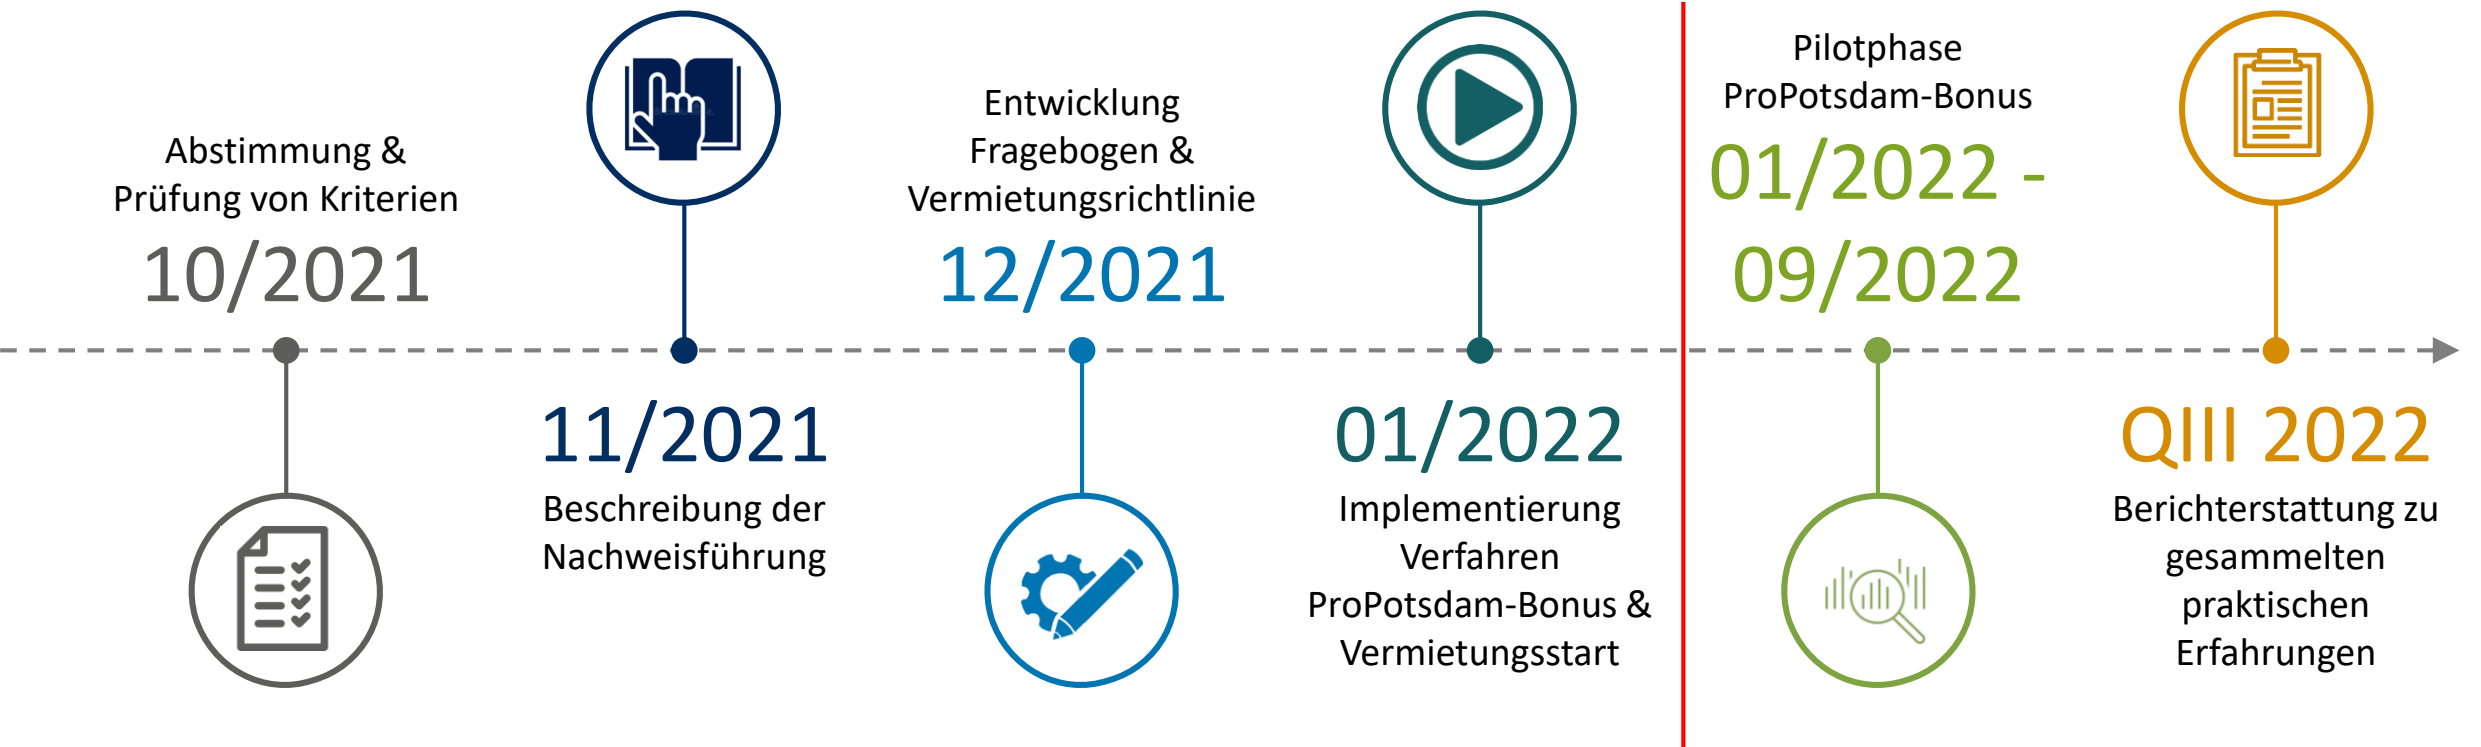 Abstimmung &
Prüfung von Kriterien
10/2021
11/2021
Beschreibung der
Nachweisführung
Entwicklung
Fragebogen &
Vermietungsrichtlinie
12/2021
01/2022
Implementierung
Verfahren
ProPotsdam-Bonus &
Vermietungsstart
Pilotphase
ProPotsdam-Bonus
01/2022 -
09/2022
QIII 2022
Berichterstattung zu
gesammelten
praktischen
Erfahrungen